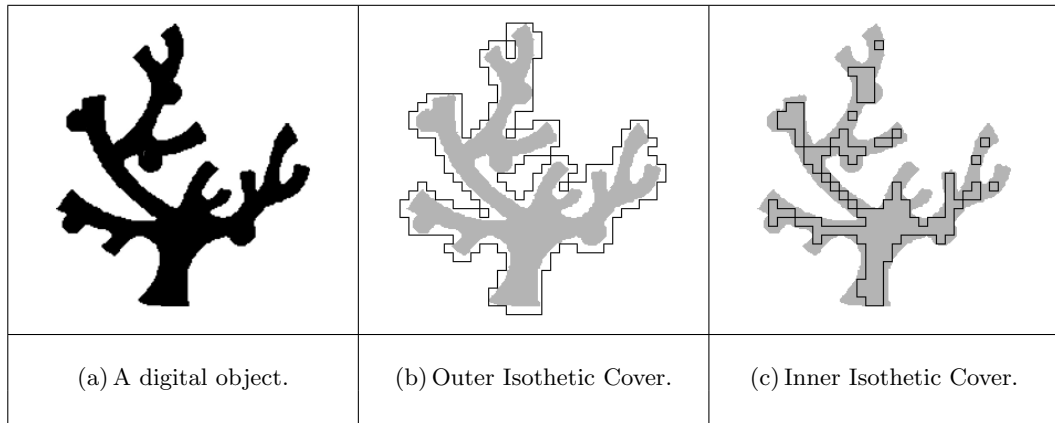 (a) A digital object.
(b) Outer Isothetic Cover.
(c) Inner Isothetic Cover.